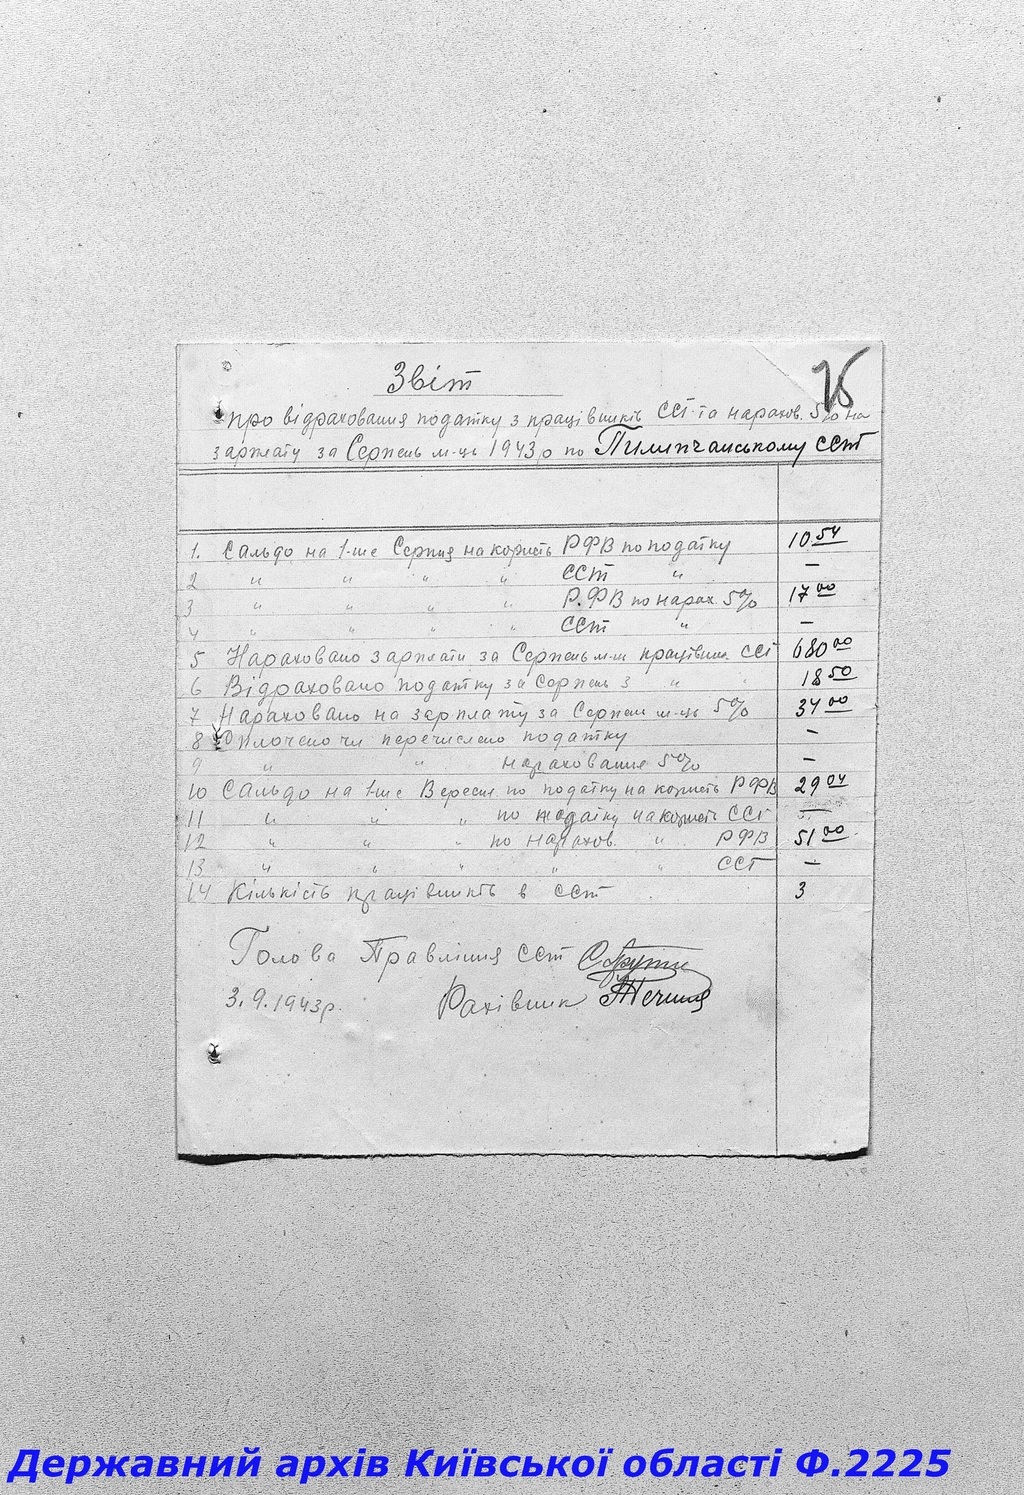 Звіт
про відраховання податку з працівників ССТ та нарахов. 5% на
зарплату за Серпень м-ць 1943р по Пилипчанському ССТ
1. Сальдо на 1-ше Серпня на користь РФВ по податку 10.54
2 " " " " ССТ " —
3 " " " " Р.ФВ по нарах. 5% 17 00
4 " " " " ССТ " —
5 Нараховано зарплати за Серпень м-ць працівник ССТ 680 00
6 Відраховано податку за Серпень з " " 18 50
7 Нараховано на зарплату за Серпень м-ць 5% 34 00
8 Сплочено чи перечислено податку —
9 " " нараховання 5% —
10 Сальдо на 1-ше Вересня по податку на користь РФВ 29 04
11 " " " по податку на користь ССТ —
12 " " " по нарахов. " РФВ 51 00
13 " " " " " ССТ —
14 Кількість працівників в ССТ 3
Голова Правління ССТ
3.9.1943р. Рахівник
Державний архів Київської області Ф.2225